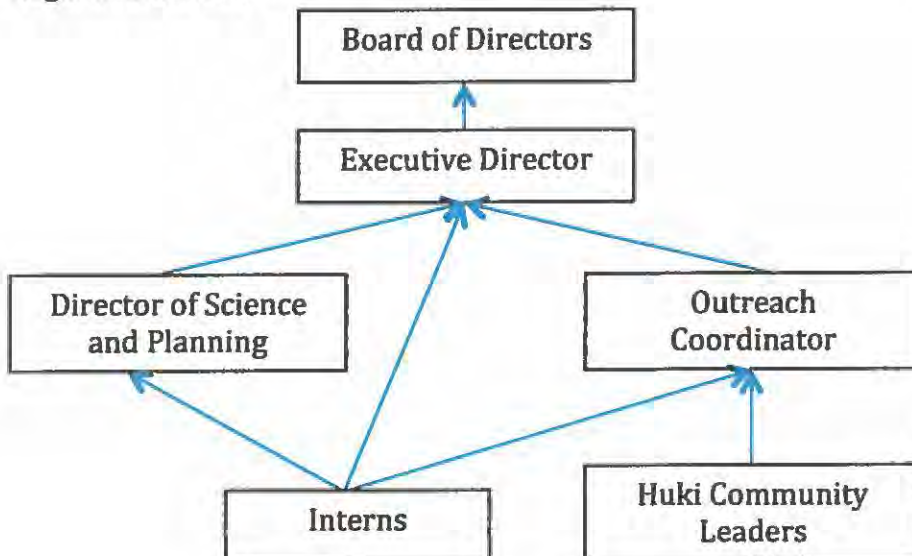 Board of Directors
Executive Director
Director of Science
and Planning
Outreach
Coordinator
Interns
Huki Community
Leaders